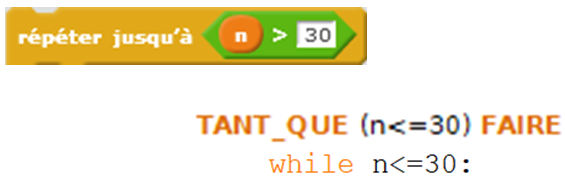 répéter jusqu'à n > 30
TANT_QUE (n<=30) FAIRE
while n<=30: